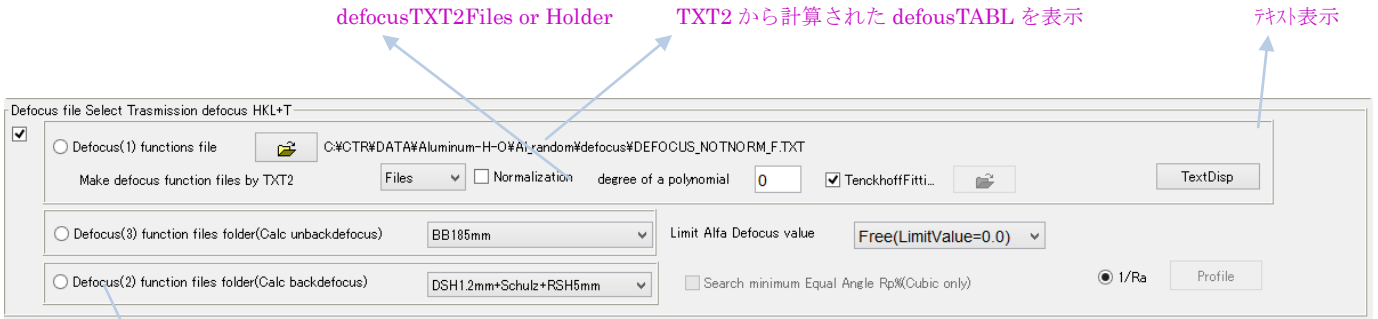 defocusTXT2Files or Holder TXT2 から計算された defousTABL を表示 ﾃｷｽﾄ表示
Defocus file Select Trasmission defocus HKL+T
Defocus(1) functions file C:¥CTR¥DATA¥Aluminum-H-O¥Al_random¥defocus¥DEFOCUS_NOTNORM_F.TXT
Make defocus function files by TXT2 Files Normalization degree of a polynomial 0 TenckhoffFitti... TextDisp
Defocus(3) function files folder(Calc unbackdefocus) BB185mm Limit Alfa Defocus value Free(LimitValue=0.0)
Defocus(2) function files folder(Calc backdefocus) DSH1.2mm+Schulz+RSH5mm Search minimum Equal Angle Rp%(Cubic only) 1/Ra Profile